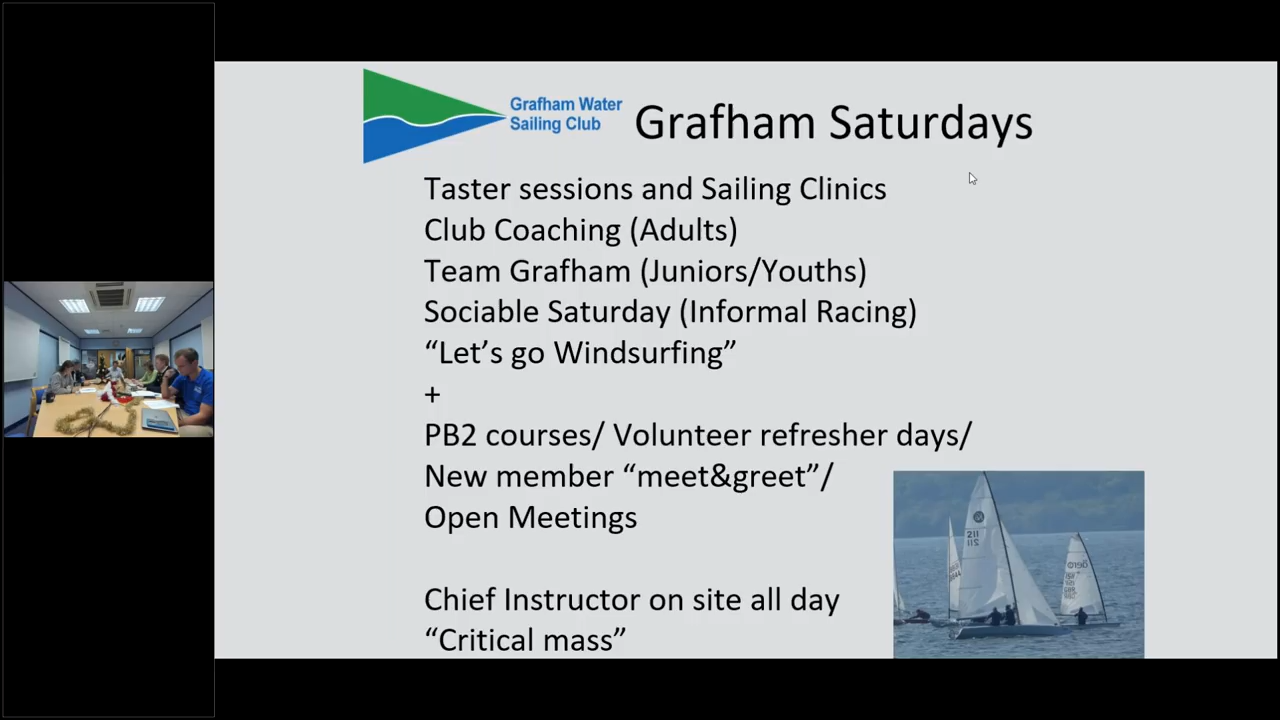 Grafham Water
Sailing Club
Grafham Saturdays
Taster sessions and Sailing Clinics
Club Coaching (Adults)
Team Grafham (Juniors/Youths)
Sociable Saturday (Informal Racing)
“Let’s go Windsurfing”
+
PB2 courses/ Volunteer refresher days/
New member “meet&greet”/
Open Meetings
Chief Instructor on site all day
“Critical mass”
211